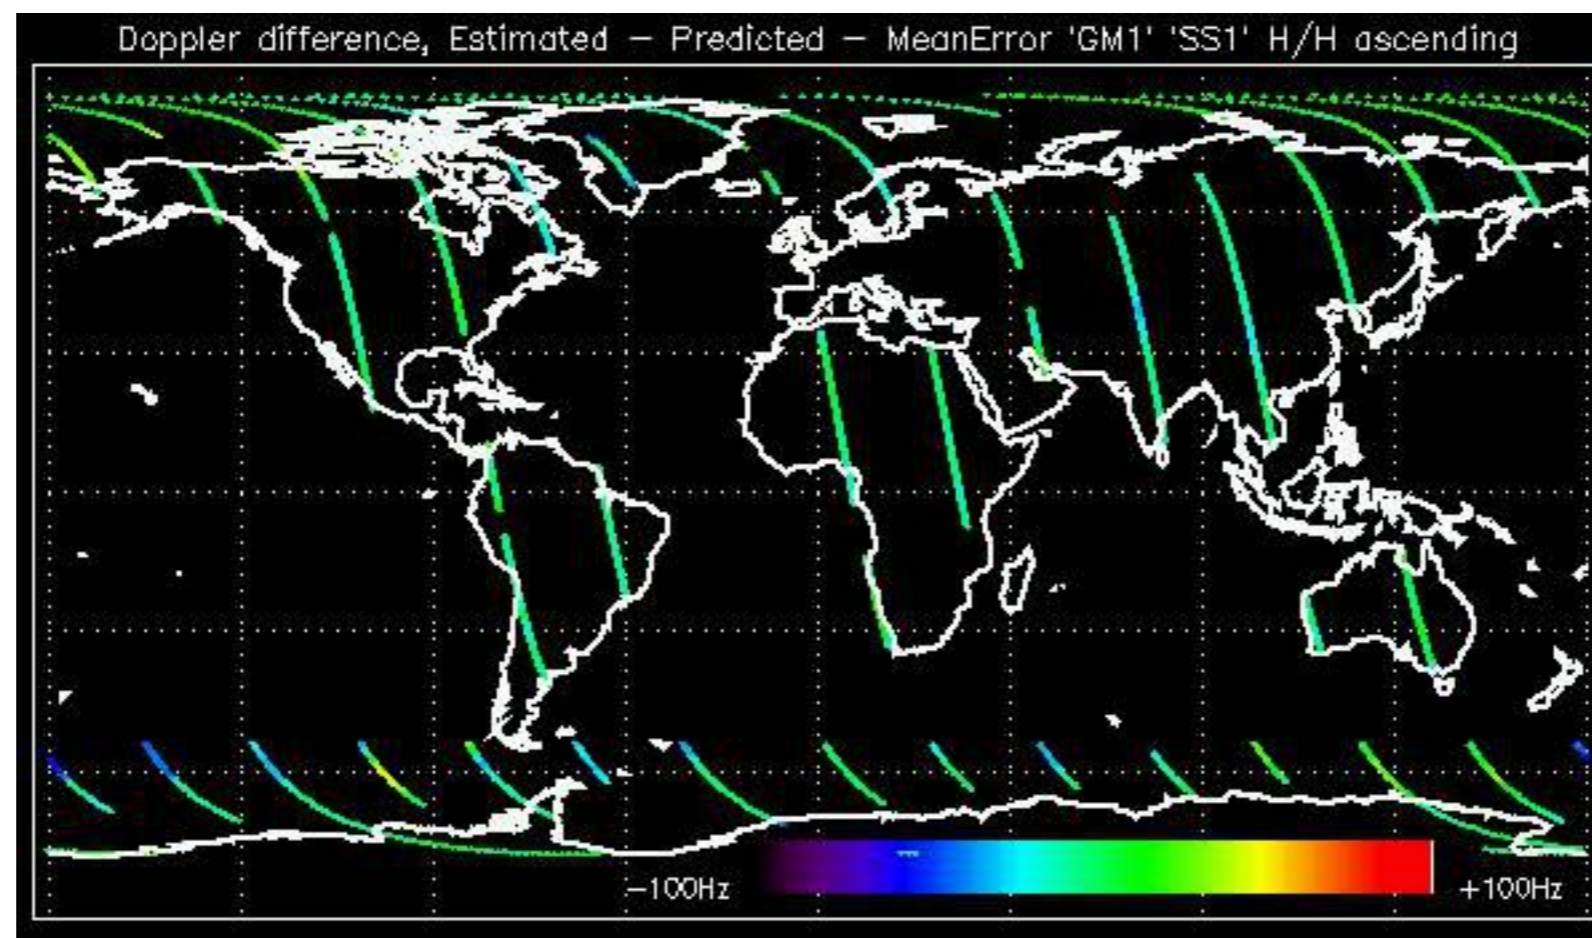 Doppler difference, Estimated – Predicted – MeanError 'GM1' 'SS1' H/H ascending
−100Hz
+100Hz